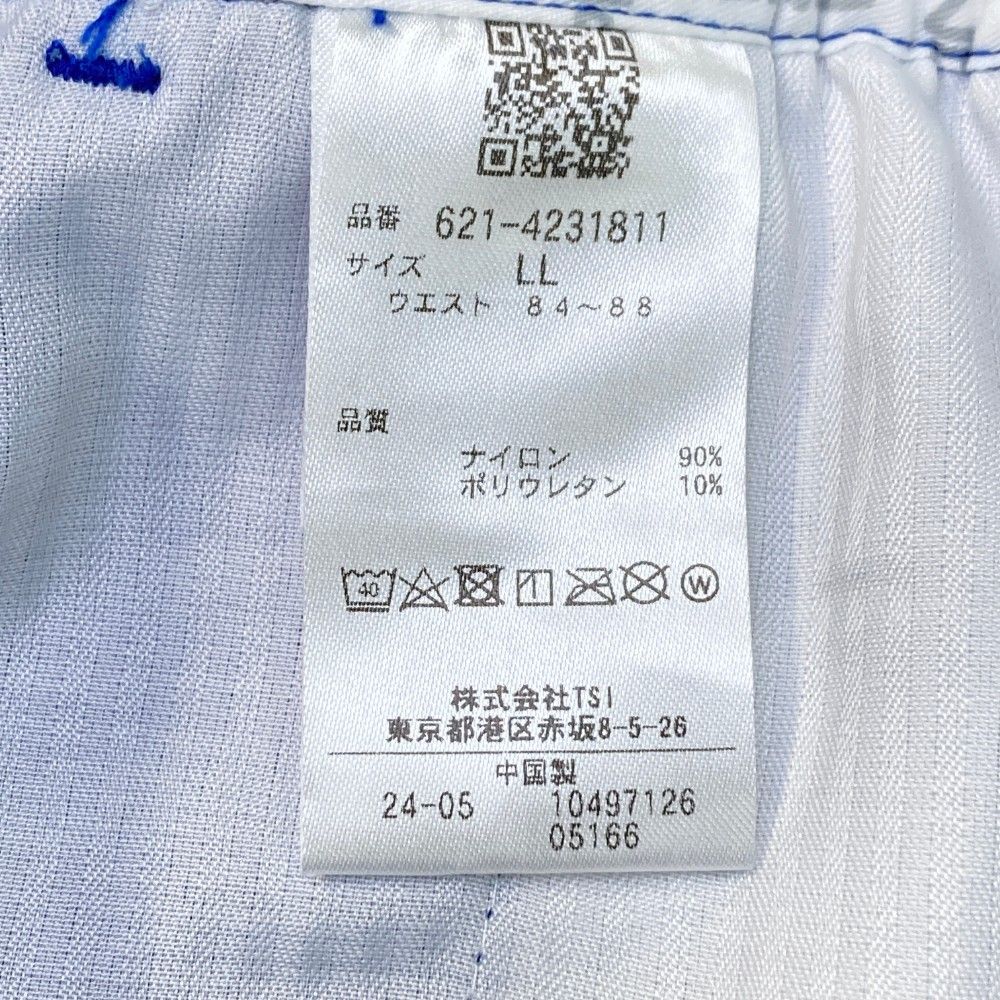 品番 621-4231811
サイズ LL
ウエスト 84～88
品質
ナイロン 90%
ポリウレタン 10%
40 1 W
株式会社TSI
東京都港区赤坂8-5-26
中国製
24-05 10497126
05166